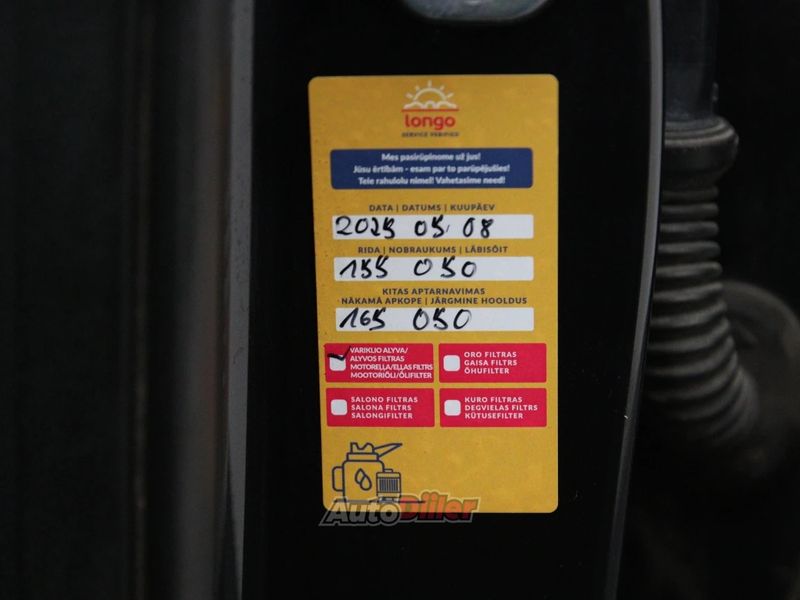 longo
SERVICE VERIFIED
Mes pasirūpinome už jus!
Jūsu ērtībām - esam par to parūpējušies!
Teie rahulolu nimel! Vahetasime need!
DATA | DATUMS | KUUPÄEV
2025 05 08
RIDA | NOBRAUKUMS | LÄBISÕIT
155 050
KITAS APTARNAVIMAS
NĀKAMĀ APKOPE | JÄRGMINE HOOLDUS
165 050
VARIKLIO ALYVA/
ALYVOS FILTRAS
MOTORELLA/EĻĻAS FILTRS
MOOTORIÕLI/ÕLIFILTER
ORO FILTRAS
GAISA FILTRS
ÕHUFILTER
SALONO FILTRAS
SALONA FILTRS
SALONGIFILTER
KURO FILTRAS
DEGVIELAS FILTRS
KÜTUSEFILTER
AutoDiler